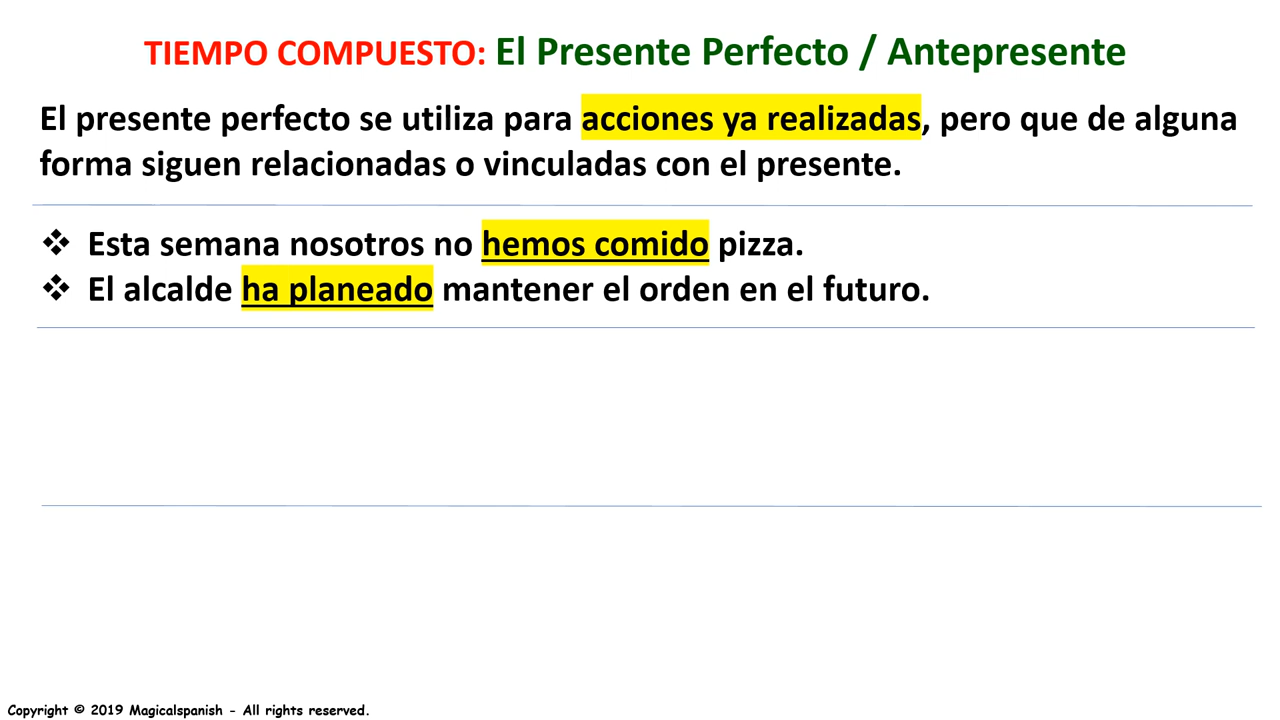 TIEMPO COMPUESTO: El Presente Perfecto / Antepresente
El presente perfecto se utiliza para acciones ya realizadas, pero que de alguna
forma siguen relacionadas o vinculadas con el presente.
❖ Esta semana nosotros no hemos comido pizza.
❖ El alcalde ha planeado mantener el orden en el futuro.
Copyright © 2019 Magicalspanish - All rights reserved.